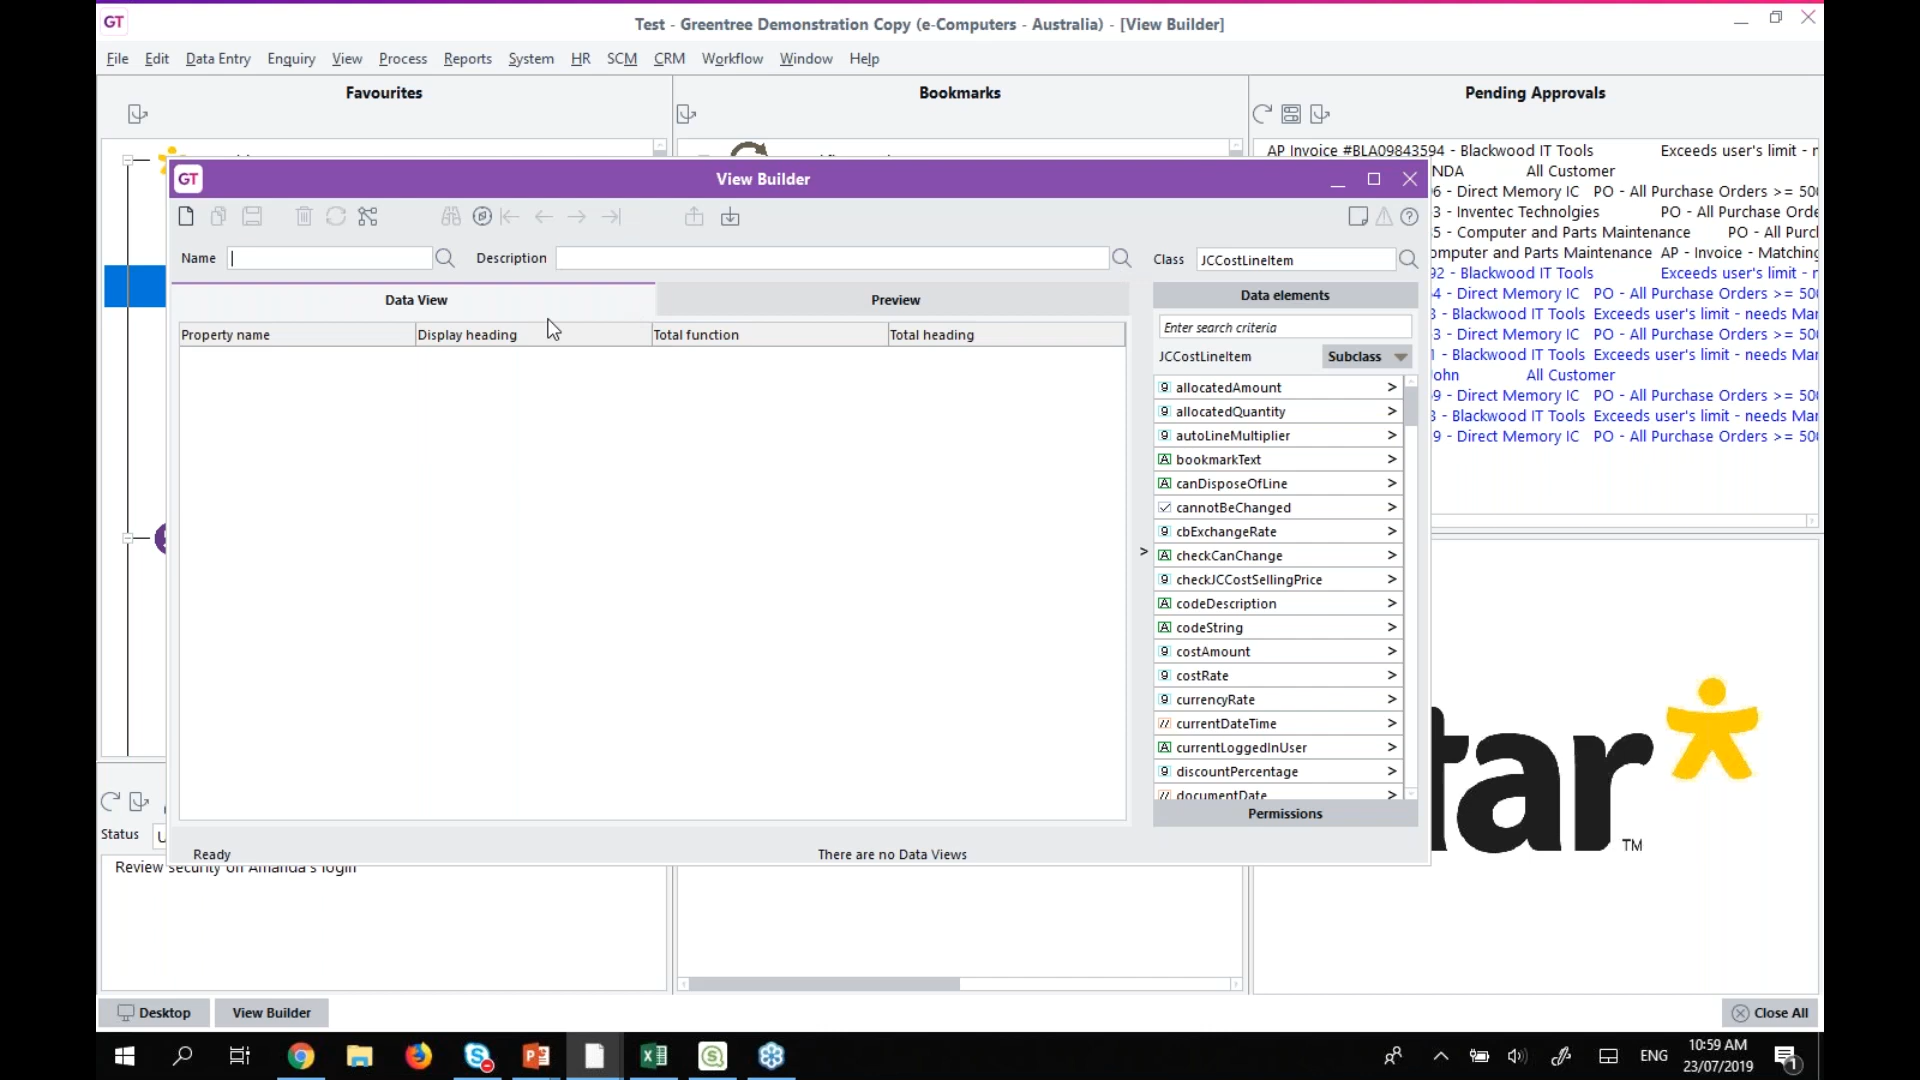 GT
Test - Greentree Demonstration Copy (e-Computers - Australia) - [View Builder]
File Edit Data Entry Enquiry View Process Reports System HR SCM CRM Workflow Window Help
Favourites
Bookmarks
Pending Approvals
AP Invoice #BLA09843594 - Blackwood IT Tools Exceeds user's limit - r
NDA All Customer
6 - Direct Memory IC PO - All Purchase Orders >= 50
3 - Inventec Technolgies PO - All Purchase Orde
5 - Computer and Parts Maintenance PO - All Purch
omputer and Parts Maintenance AP - Invoice - Matching
92 - Blackwood IT Tools Exceeds user's limit - n
4 - Direct Memory IC PO - All Purchase Orders >= 50
3 - Blackwood IT Tools Exceeds user's limit - needs Mar
3 - Direct Memory IC PO - All Purchase Orders >= 50
1 - Blackwood IT Tools Exceeds user's limit - needs Mar
ohn All Customer
9 - Direct Memory IC PO - All Purchase Orders >= 50
3 - Blackwood IT Tools Exceeds user's limit - needs Mar
9 - Direct Memory IC PO - All Purchase Orders >= 50
GT
View Builder
Name
Description
Class JCCostLineItem
Data View
Preview
Property name
Display heading
Total function
Total heading
Data elements
Enter search criteria
JCCostLineItem Subclass
allocatedAmount >
allocatedQuantity >
autoLineMultiplier >
bookmarkText >
canDisposeOfLine >
cannotBeChanged >
cbExchangeRate >
checkCanChange >
checkJCCostSellingPrice >
codeDescription >
codeString >
costAmount >
costRate >
currencyRate >
currentDateTime >
currentLoggedInUser >
discountPercentage >
documentDate >
>
Permissions
Ready
There are no Data Views
Status
Review security on Amanda's login
tar
TM
Desktop
View Builder
Close All
ENG
10:59 AM
23/07/2019
1